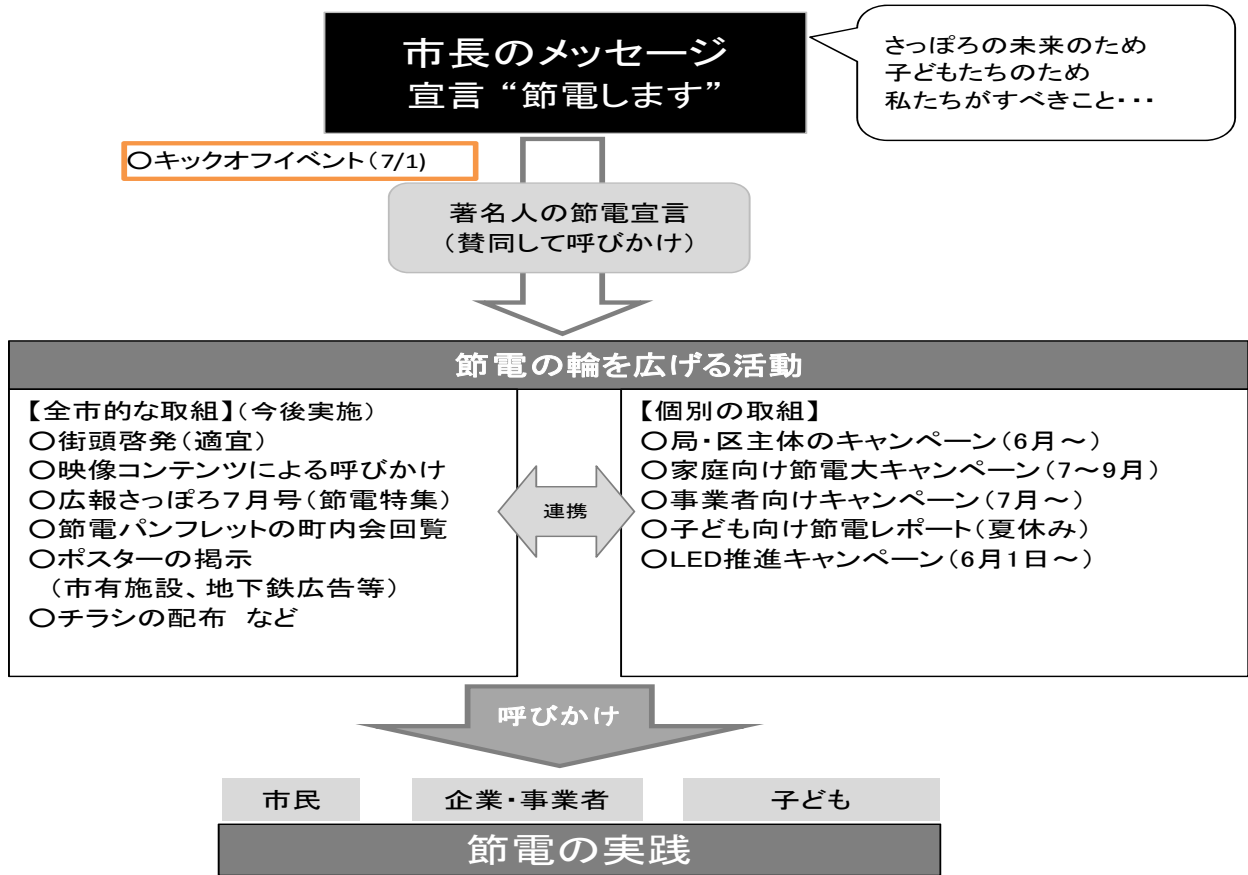 市長のメッセージ
宣言 “節電します”
さっぽろの未来のため
子どもたちのため
私たちがすべきこと・・・
〇キックオフイベント（7/1)
著名人の節電宣言
（賛同して呼びかけ）
節電の輪を広げる活動
【全市的な取組】（今後実施）
〇街頭啓発（適宜）
〇映像コンテンツによる呼びかけ
〇広報さっぽろ７月号（節電特集）
〇節電パンフレットの町内会回覧
〇ポスターの掲示
（市有施設、地下鉄広告等）
〇チラシの配布 など
連携
【個別の取組】
〇局・区主体のキャンペーン（6月～）
〇家庭向け節電大キャンペーン（7～9月）
〇事業者向けキャンペーン（7月～）
〇子ども向け節電レポート（夏休み）
〇LED推進キャンペーン（6月1日～）
呼びかけ
市民
企業・事業者
子ども
節電の実践